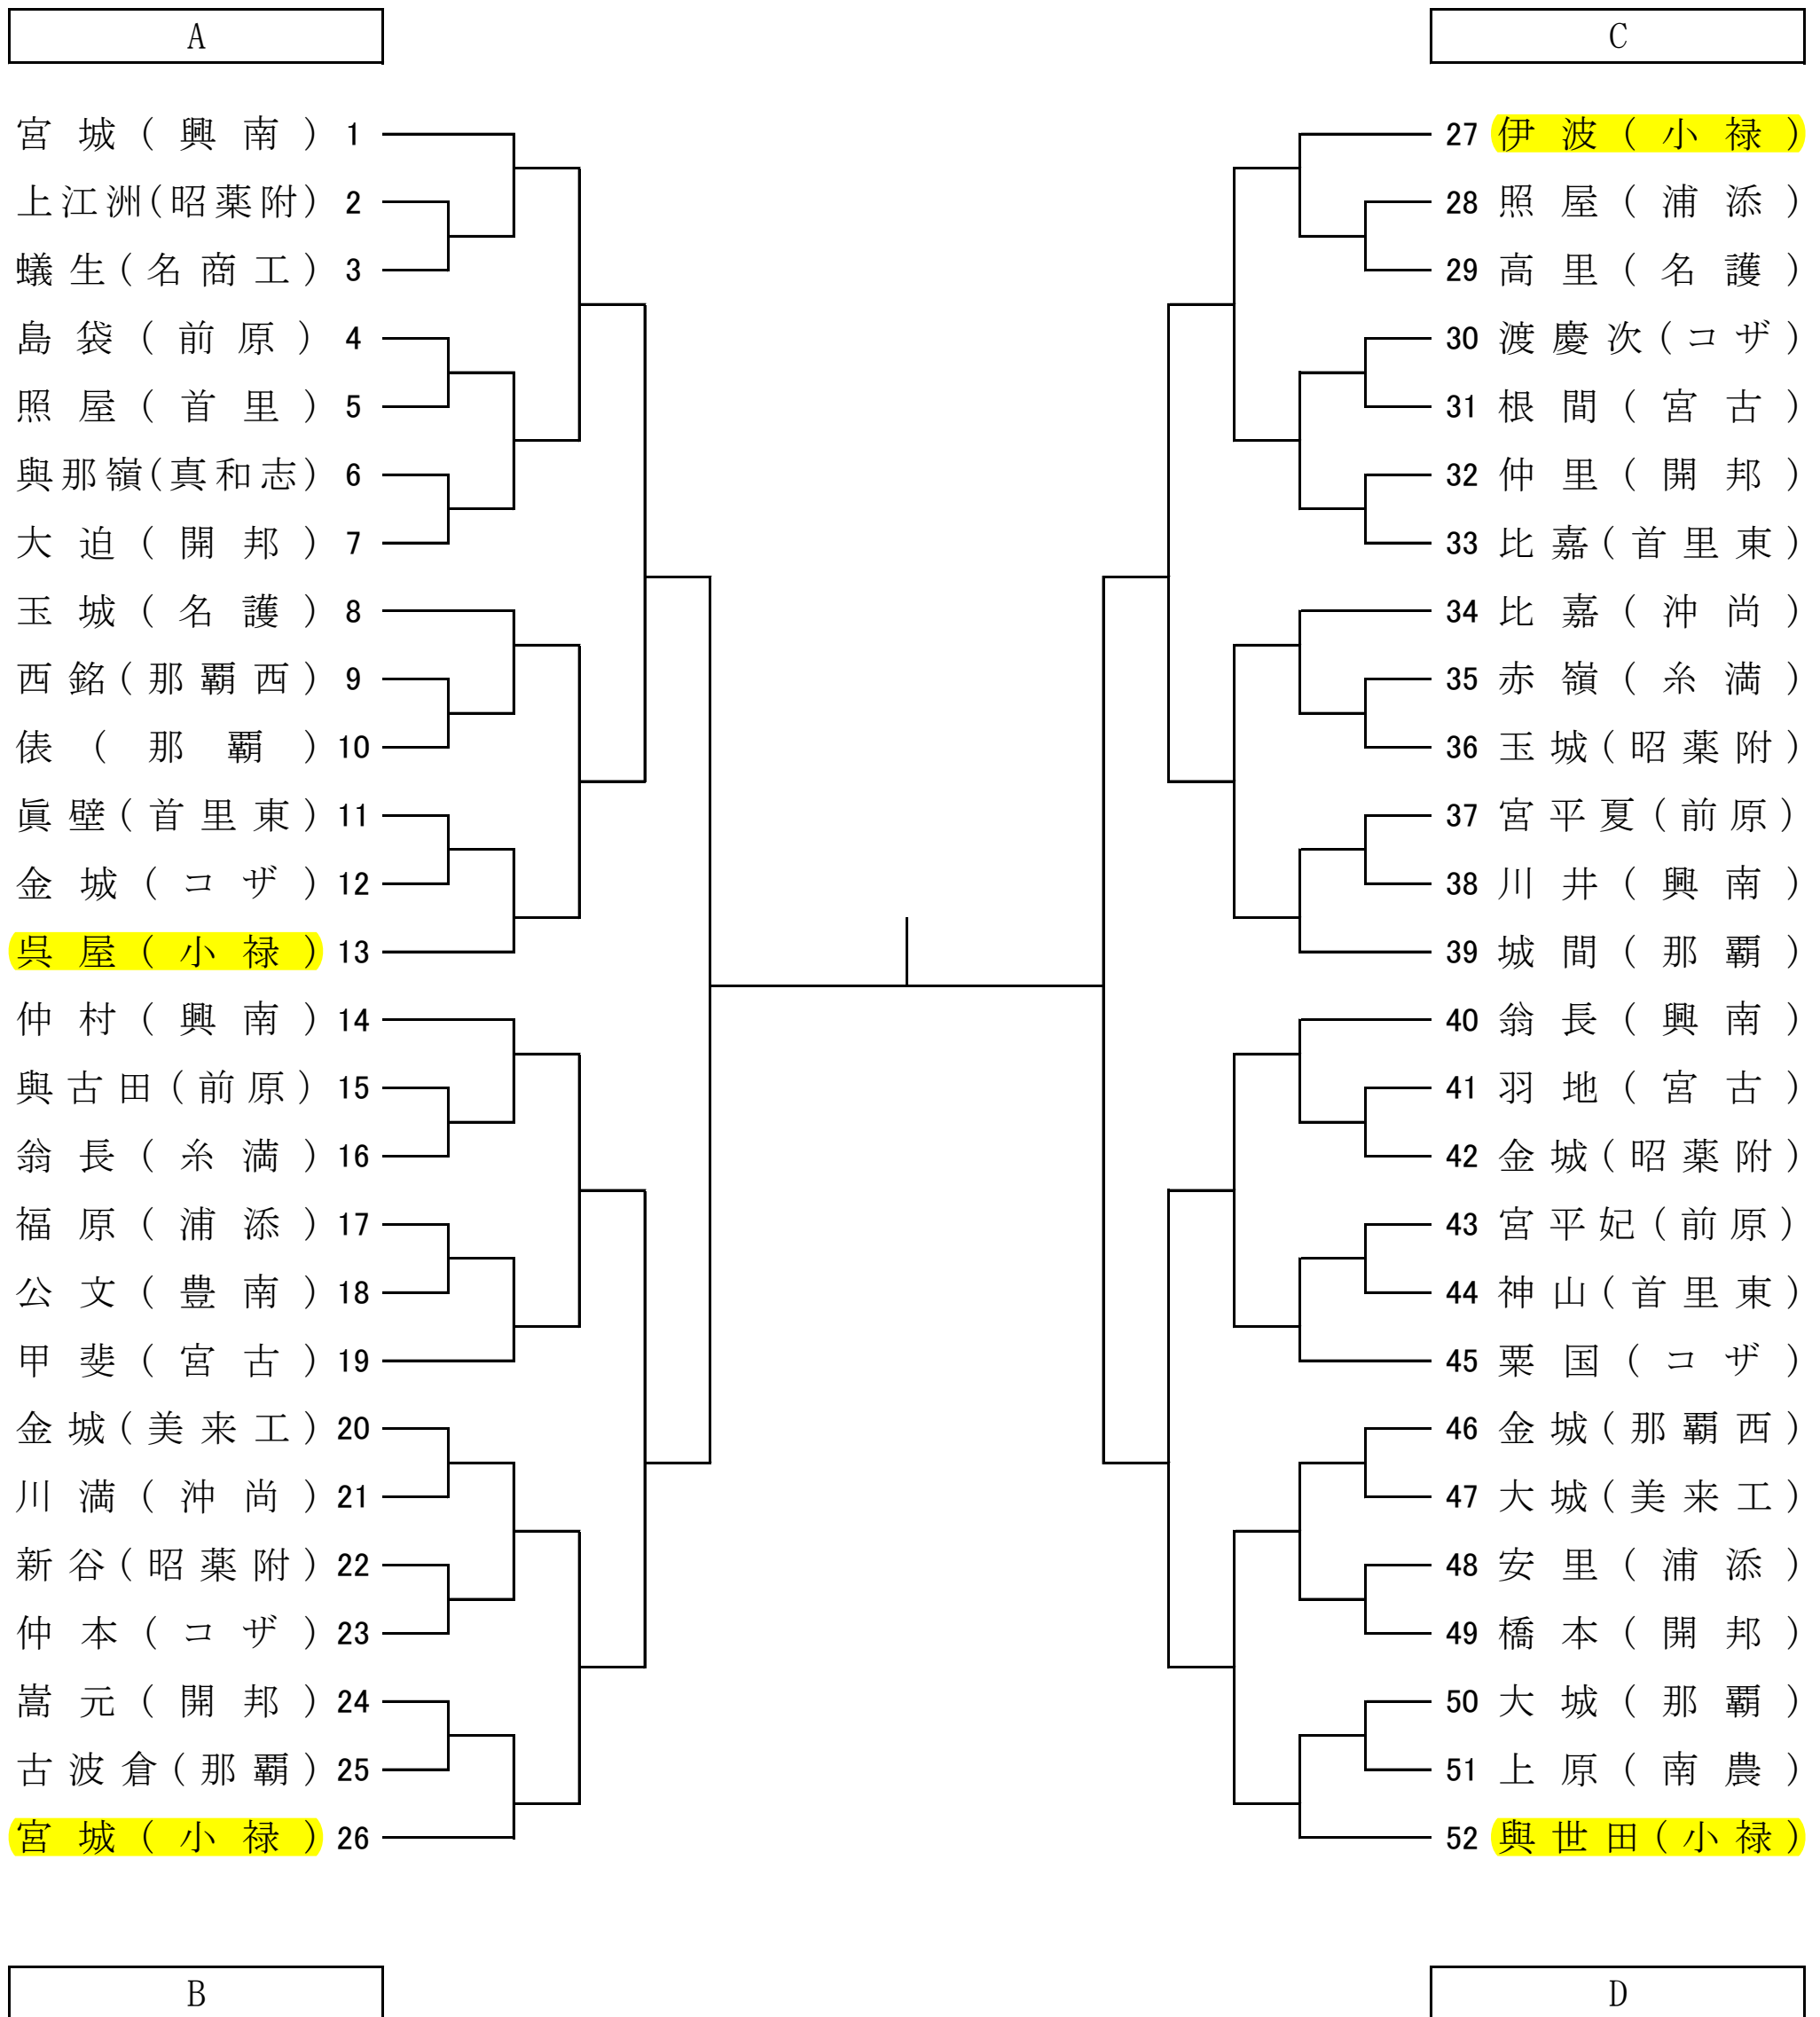 A
宮城(興南) 1
上江洲(昭薬附) 2
蟻生(名商工) 3
島袋(前原) 4
照屋(首里) 5
與那嶺(真和志) 6
大迫(開邦) 7
玉城(名護) 8
西銘(那覇西) 9
俵(那覇) 10
眞壁(首里東) 11
金城(コザ) 12
呉屋(小禄) 13
仲村(興南) 14
與古田(前原) 15
翁長(糸満) 16
福原(浦添) 17
公文(豊南) 18
甲斐(宮古) 19
金城(美来工) 20
川満(沖尚) 21
新谷(昭薬附) 22
仲本(コザ) 23
嵩元(開邦) 24
古波倉(那覇) 25
宮城(小禄) 26
B
C
27 伊波(小禄)
28 照屋(浦添)
29 高里(名護)
30 渡慶次(コザ)
31 根間(宮古)
32 仲里(開邦)
33 比嘉(首里東)
34 比嘉(沖尚)
35 赤嶺(糸満)
36 玉城(昭薬附)
37 宮平夏(前原)
38 川井(興南)
39 城間(那覇)
40 翁長(興南)
41 羽地(宮古)
42 金城(昭薬附)
43 宮平妃(前原)
44 神山(首里東)
45 粟国(コザ)
46 金城(那覇西)
47 大城(美来工)
48 安里(浦添)
49 橋本(開邦)
50 大城(那覇)
51 上原(南農)
52 與世田(小禄)
D